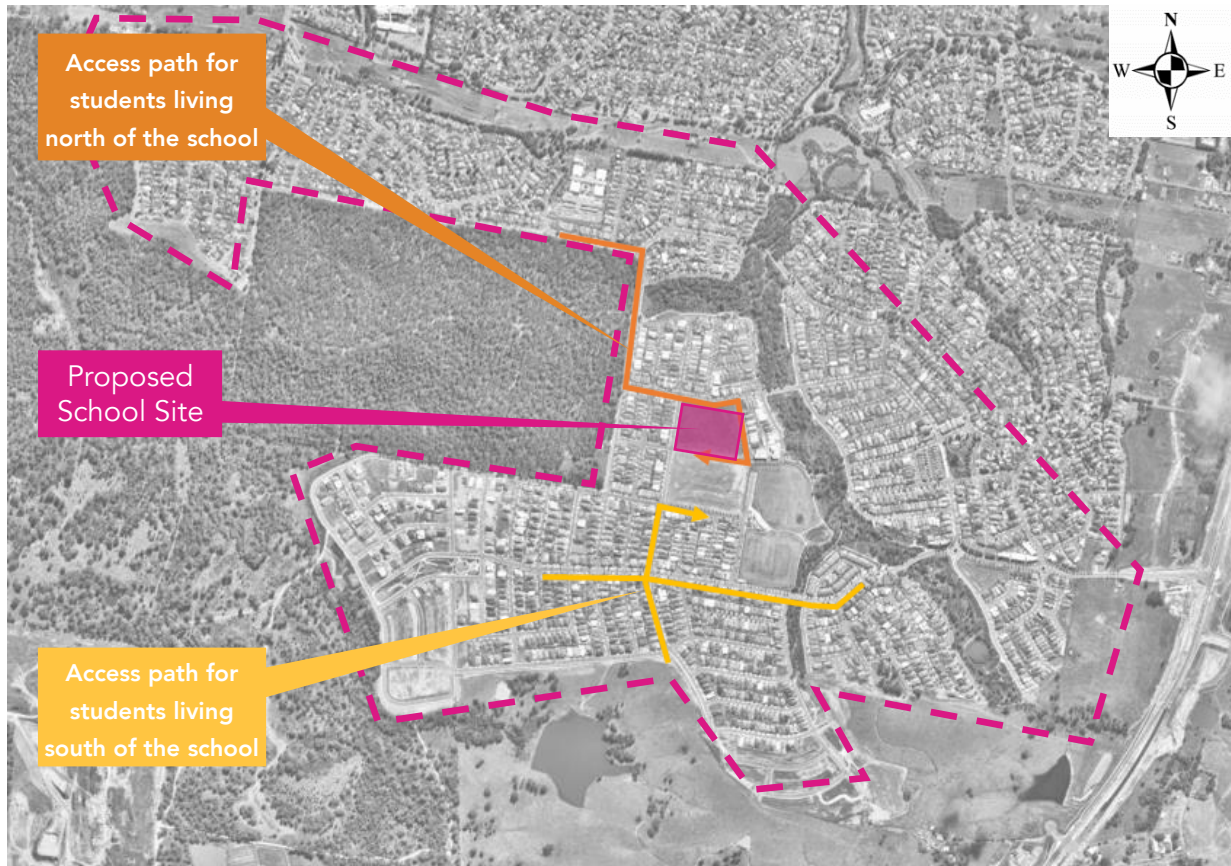 N
W E
S
Access path for
students living
north of the school
Proposed
School Site
Access path for
students living
south of the school